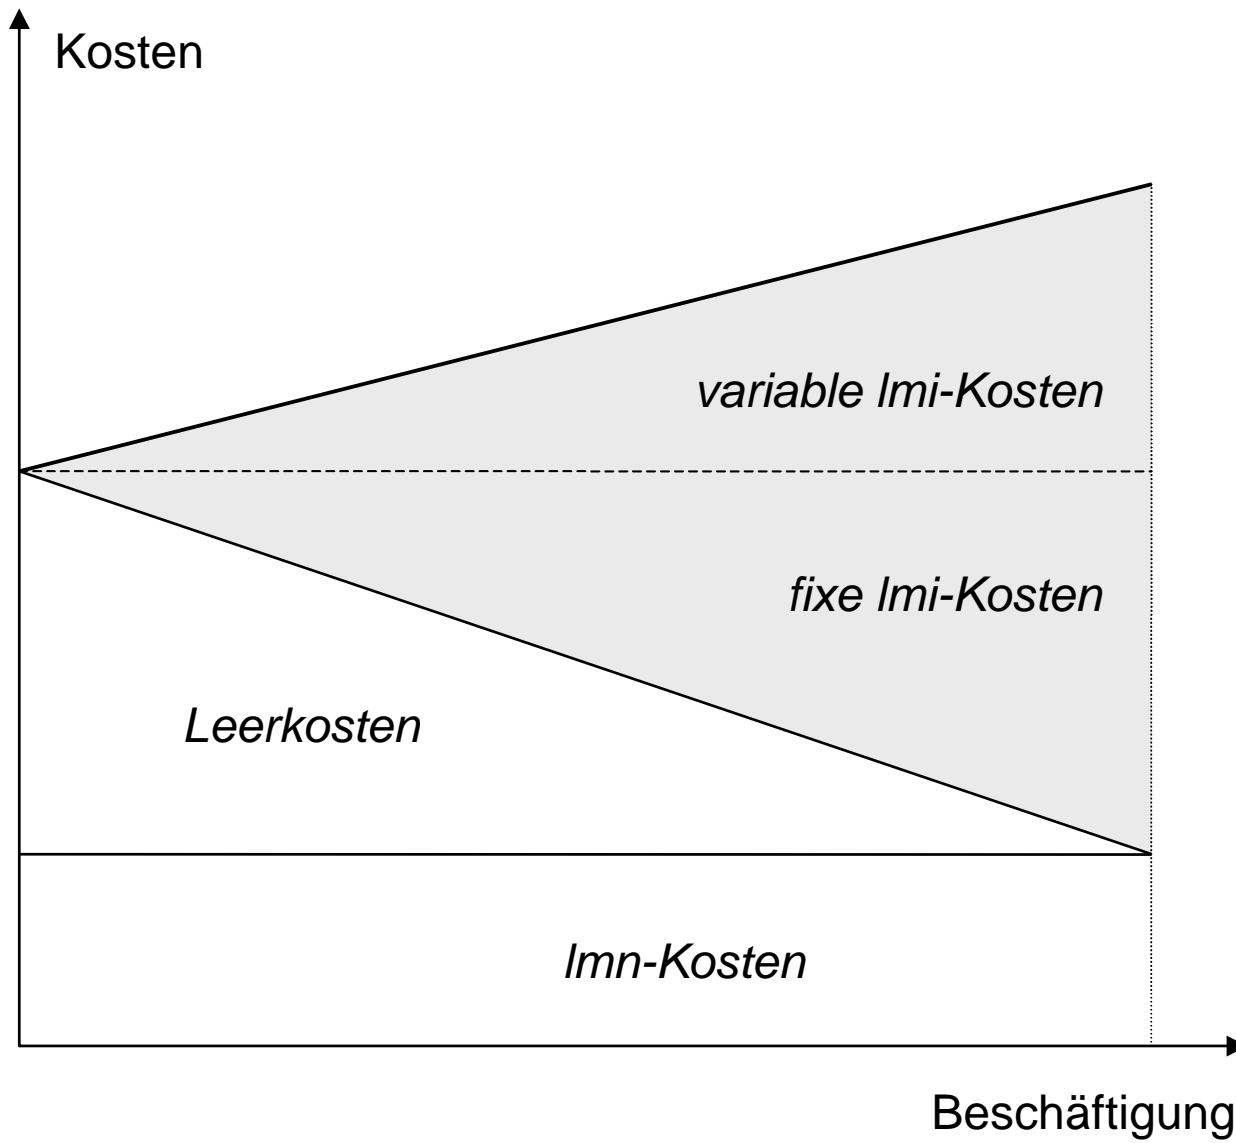 Kosten
variable lmi-Kosten
fixe lmi-Kosten
Leerkosten
lmn-Kosten
Beschäftigung